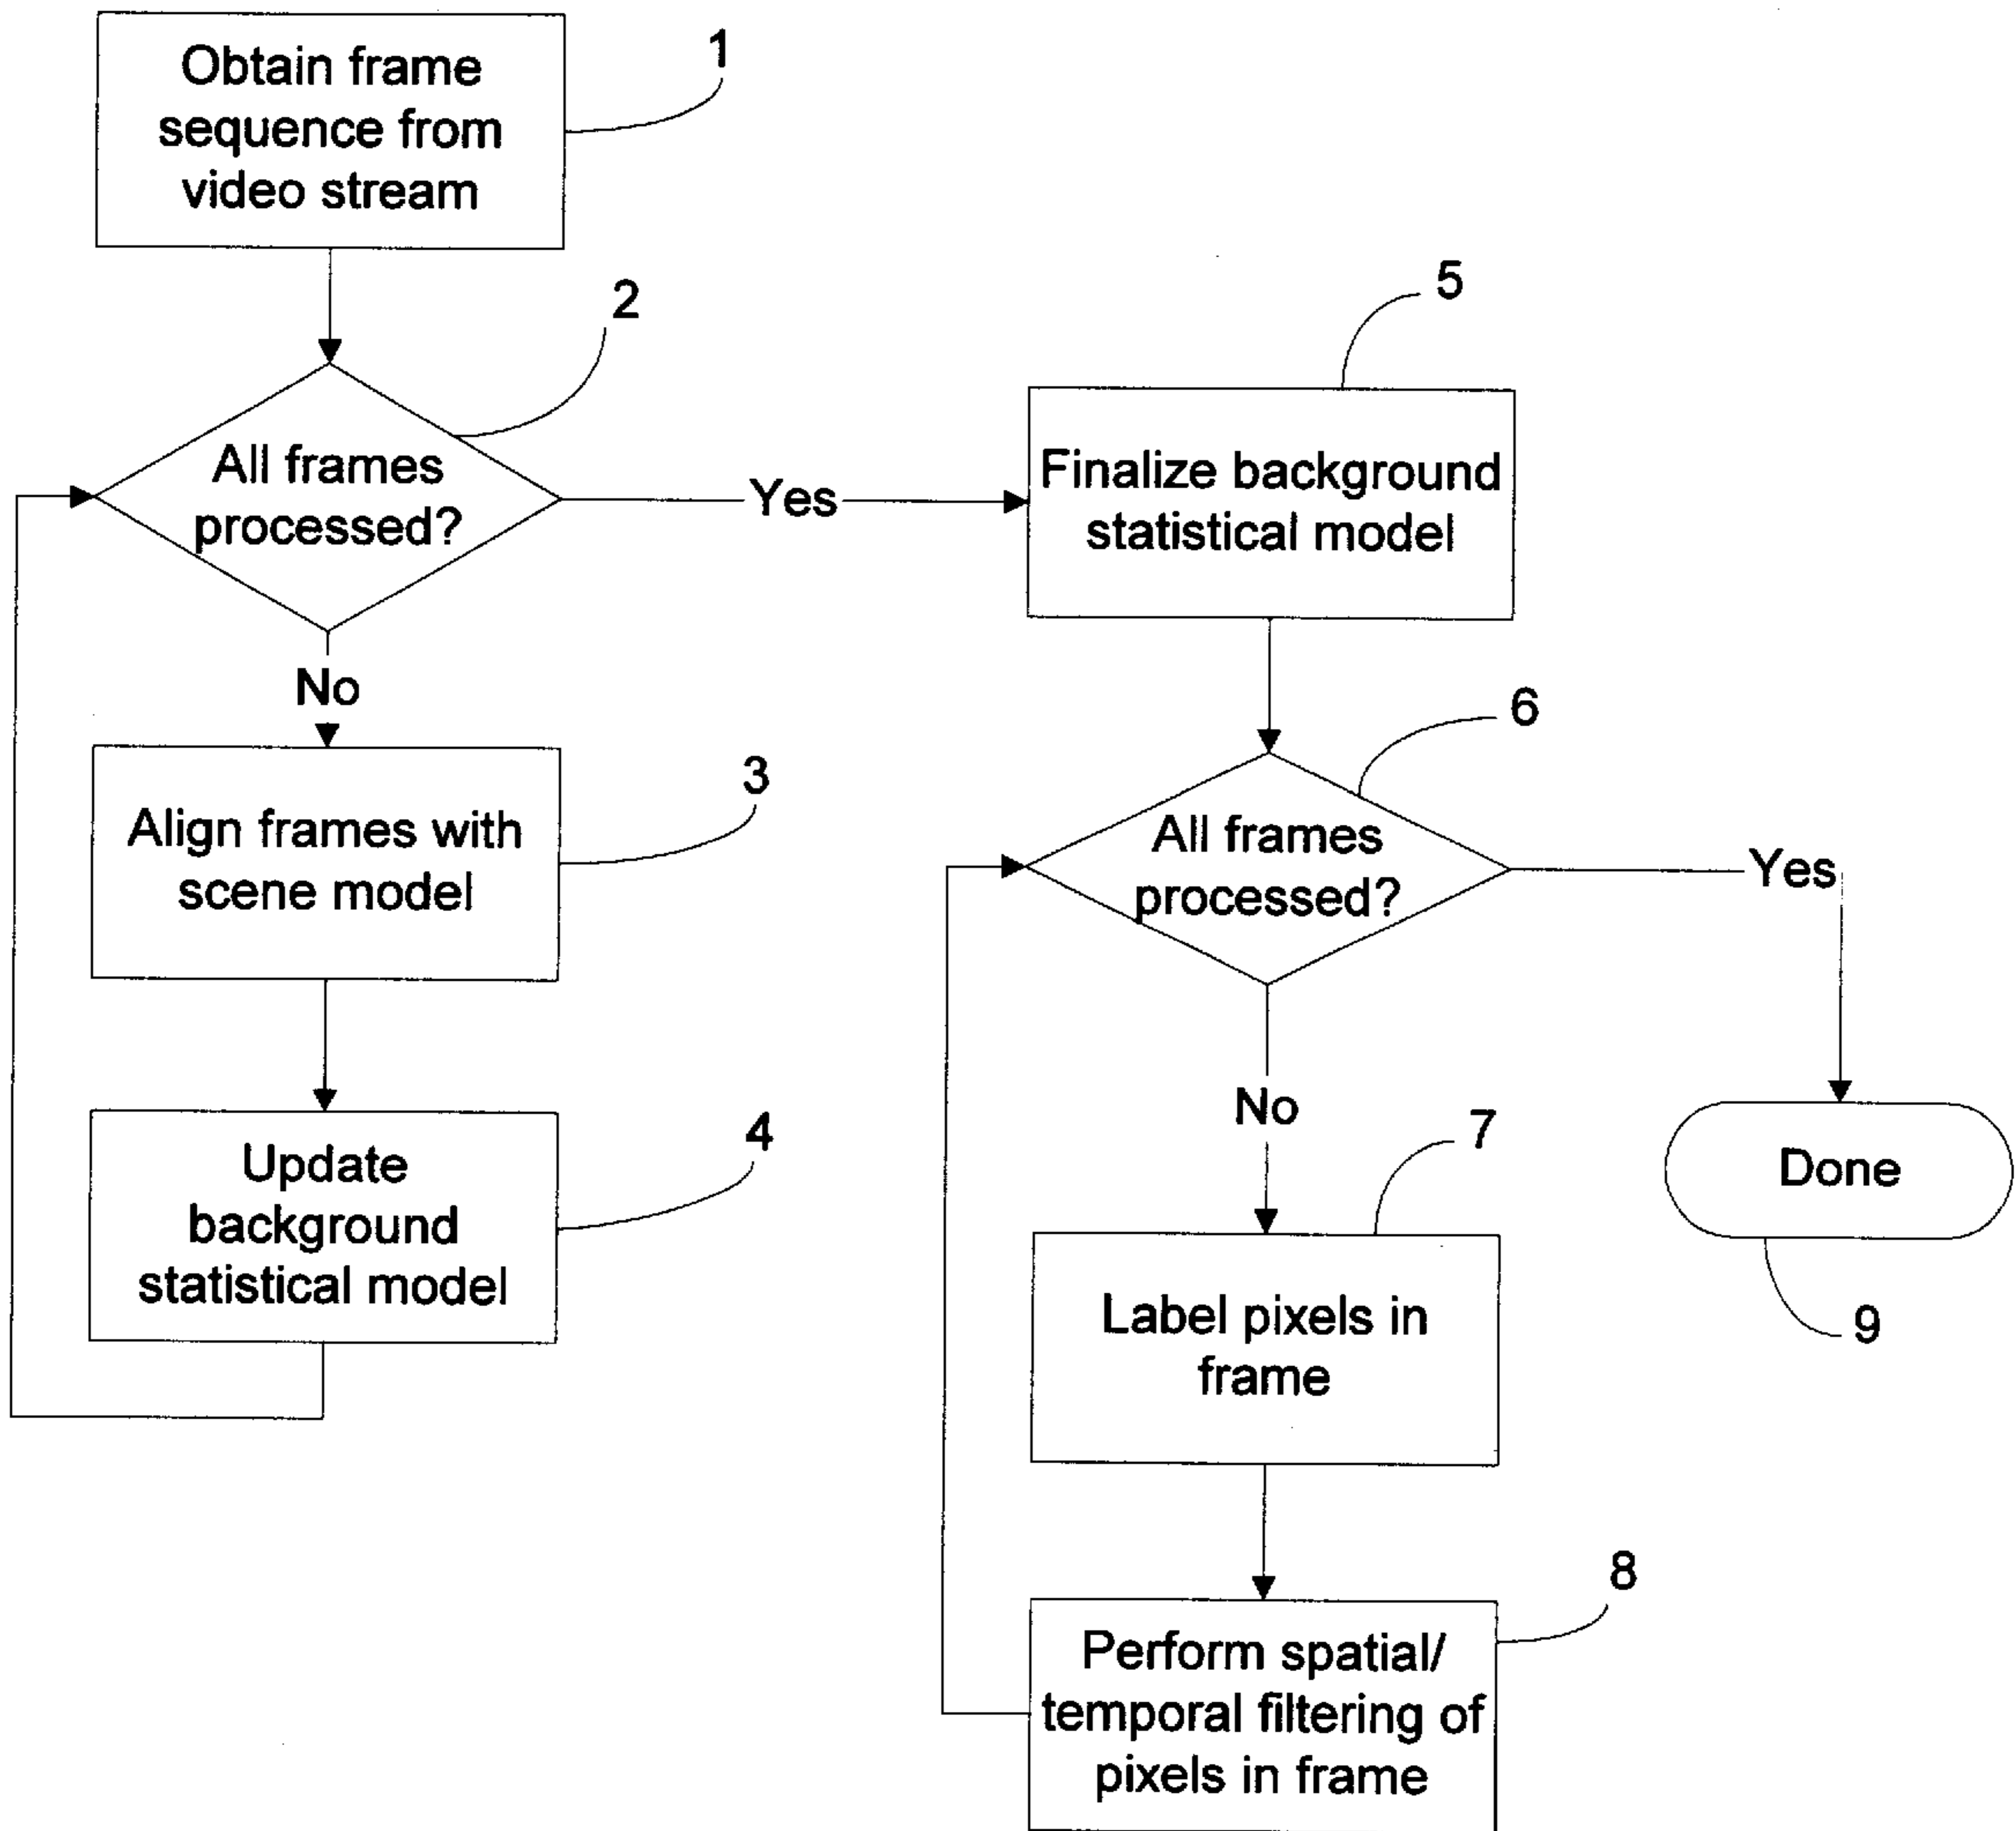 Obtain frame
sequence from
video stream
1
All frames
processed?
2
Yes
No
Align frames with
scene model
3
Update
background
statistical model
4
Finalize background
statistical model
5
All frames
processed?
6
Yes
No
Label pixels in
frame
7
Perform spatial/
temporal filtering of
pixels in frame
8
Done
9